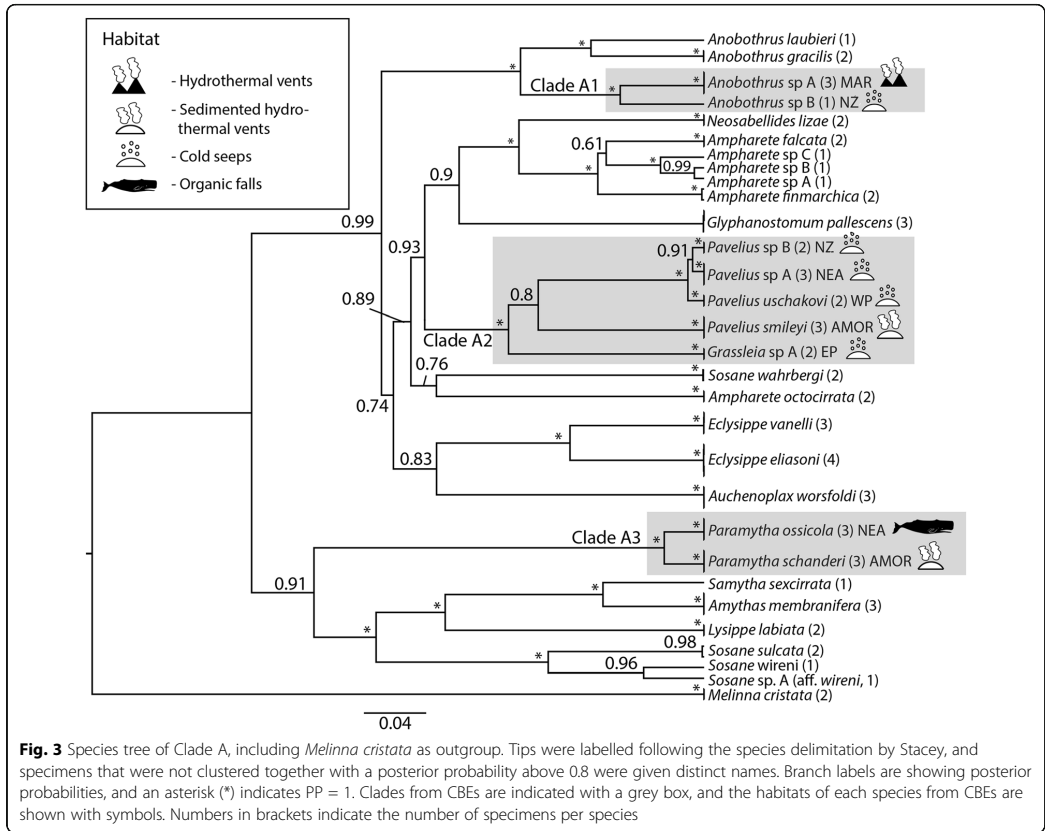 Habitat
- Hydrothermal vents
- Sedimented hydro-
thermal vents
- Cold seeps
- Organic falls
* Anobothrus laubieri (1)
* * Anobothrus gracilis (2)
Clade A1
* * Anobothrus sp A (3) MAR
Anobothrus sp B (1) NZ
* Neosabellides lizae (2)
* 0.61 * Ampharete falcata (2)
Ampharete sp C (1)
* 0.99 Ampharete sp B (1)
Ampharete sp A (1)
* * Ampharete finmarchica (2)
0.9
0.99
Glyphanostomum pallescens (3)
0.93
0.91 * Pavelius sp B (2) NZ
* * Pavelius sp A (3) NEA
0.8
0.89
* Pavelius uschakovi (2) WP
* * Pavelius smileyi (3) AMOR
Clade A2
* Grassleia sp A (2) EP
0.76
* Sosane wahrbergi (2)
0.74
* Ampharete octocirrata (2)
* Eclysippe vanelli (3)
*
0.83 * Eclysippe eliasoni (4)
* Auchenoplax worsfoldi (3)
Clade A3
* * Paramytha ossicola (3) NEA
* Paramytha schanderi (3) AMOR
0.91
* Samytha sexcirrata (1)
* * Amythas membranifera (3)
* * Lysippe labiata (2)
0.98
* Sosane sulcata (2)
0.96 Sosane wireni (1)
Sosane sp. A (aff. wireni, 1)
* Melinna cristata (2)
0.04
Fig. 3 Species tree of Clade A, including Melinna cristata as outgroup. Tips were labelled following the species delimitation by Stacey, and
specimens that were not clustered together with a posterior probability above 0.8 were given distinct names. Branch labels are showing posterior
probabilities, and an asterisk (*) indicates PP = 1. Clades from CBEs are indicated with a grey box, and the habitats of each species from CBEs are
shown with symbols. Numbers in brackets indicate the number of specimens per species